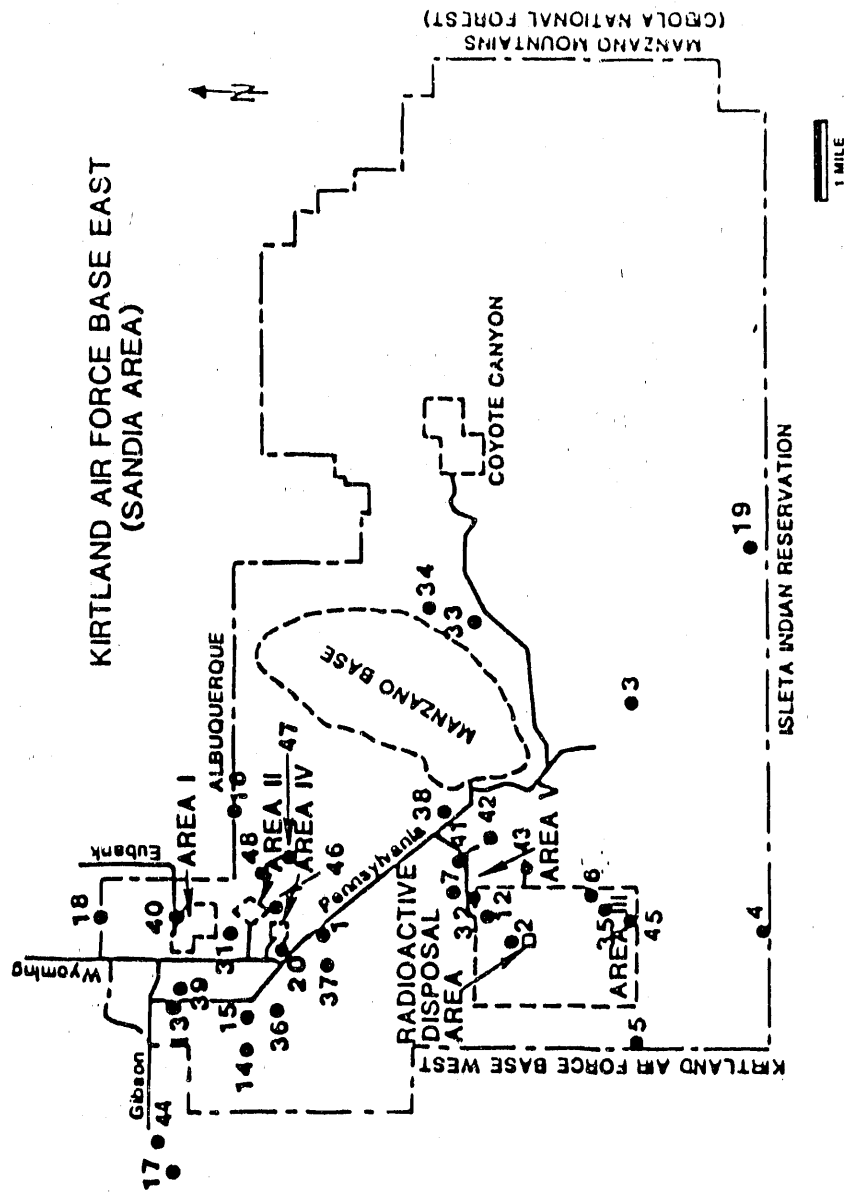 KIRTLAND AIR FORCE BASE EAST
(SANDIA AREA)
N
MANZANO MOUNTAINS
(CIBOLA NATIONAL FOREST)
1 MILE
Wyoming
Eubank
Gibson
ALBUQUERQUE
AREA I
AREA II
AREA IV
Pennsylvania
MANZANO BASE
COYOTE CANYON
RADIOACTIVE
DISPOSAL
AREA
AREA V
AREA III
KIRTLAND AIR FORCE BASE WEST
ISLETA INDIAN RESERVATION
17
44
18
40
39
13
31
15
14
36
20
1
37
48
47
46
16
38
34
33
41
42
43
7
32
12
2
6
35
45
5
4
3
19